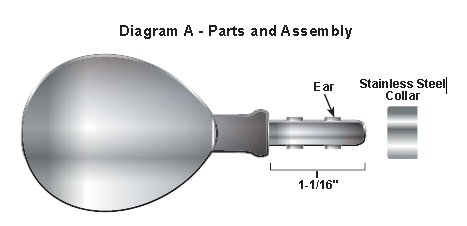 Diagram A - Parts and Assembly
Ear
Stainless Steel
Collar
1-1/16"